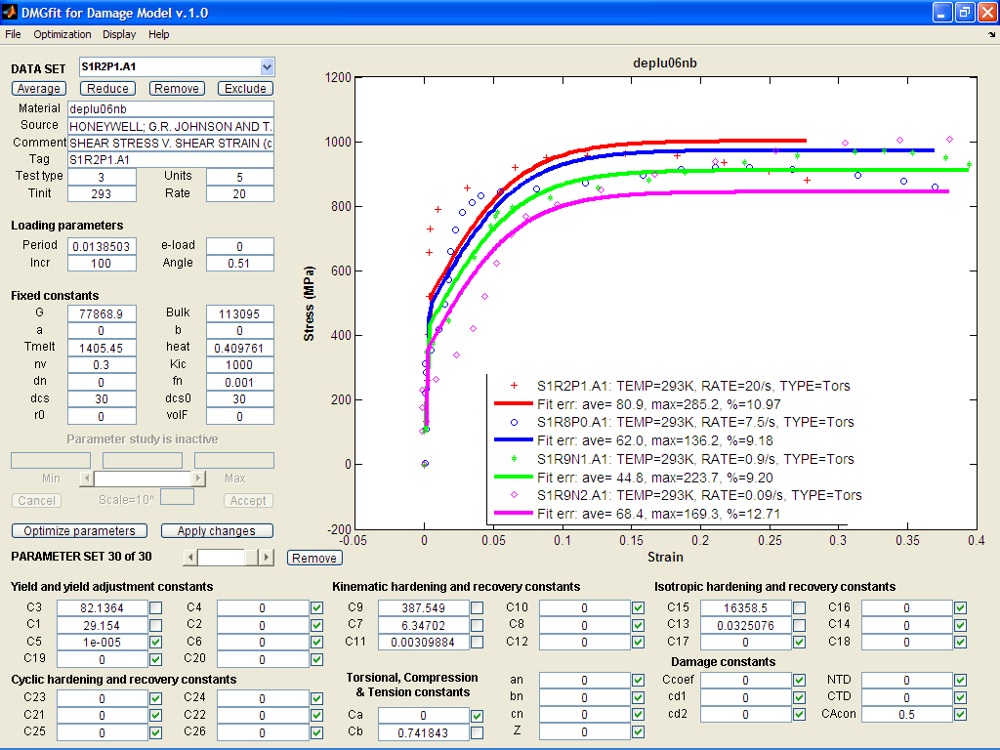 DMGfit for Damage Model v.1.0
File Optimization Display Help
DATA SET S1R2P1.A1
Average Reduce Remove Exclude
Material deplu06nb
Source HONEYWELL; G.R. JOHNSON AND T.
Comment SHEAR STRESS V. SHEAR STRAIN (c
Tag S1R2P1.A1
Test type 3 Units 5
Tinit 293 Rate 20
Loading parameters
Period 0.0138503 e-load 0
Incr 100 Angle 0.51
Fixed constants
G 77868.9 Bulk 113095
a 0 b 0
Tmelt 1405.45 heat 0.409761
nv 0.3 Kic 1000
dn 0 fn 0.001
dcs 30 dcs0 30
r0 0 volF 0
Parameter study is inactive
Min Max
Cancel Scale=10^ Accept
Optimize parameters Apply changes
PARAMETER SET 30 of 30 Remove
deplu06nb
Stress (MPa)
1200
1000
800
600
400
200
0
-200
-0.05 0 0.05 0.1 0.15 0.2 0.25 0.3 0.35 0.4
Strain
S1R2P1.A1: TEMP=293K, RATE=20/s, TYPE=Tors
Fit err: ave= 80.9, max=285.2, %=10.97
S1R8P0.A1: TEMP=293K, RATE=7.5/s, TYPE=Tors
Fit err: ave= 62.0, max=136.2, %=9.18
S1R9N1.A1: TEMP=293K, RATE=0.9/s, TYPE=Tors
Fit err: ave= 44.8, max=223.7, %=9.20
S1R9N2.A1: TEMP=293K, RATE=0.09/s, TYPE=Tors
Fit err: ave= 68.4, max=169.3, %=12.71
Yield and yield adjustment constants
C3 82.1364 C4 0
C1 29.154 C2 0
C5 1e-005 C6 0
C19 0 C20 0
Cyclic hardening and recovery constants
C23 0 C24 0
C21 0 C22 0
C25 0 C26 0
Kinematic hardening and recovery constants
C9 387.549 C10 0
C7 6.34702 C8 0
C11 0.00309884 C12 0
Torsional, Compression
& Tension constants
Ca 0
Cb 0.741843
an 0
bn 0
cn 0
Z 0
Isotropic hardening and recovery constants
C15 16358.5 C16 0
C13 0.0325076 C14 0
C17 0 C18 0
Damage constants
Ccoef 0 NTD 0
cd1 0 CTD 0
cd2 0 CAcon 0.5